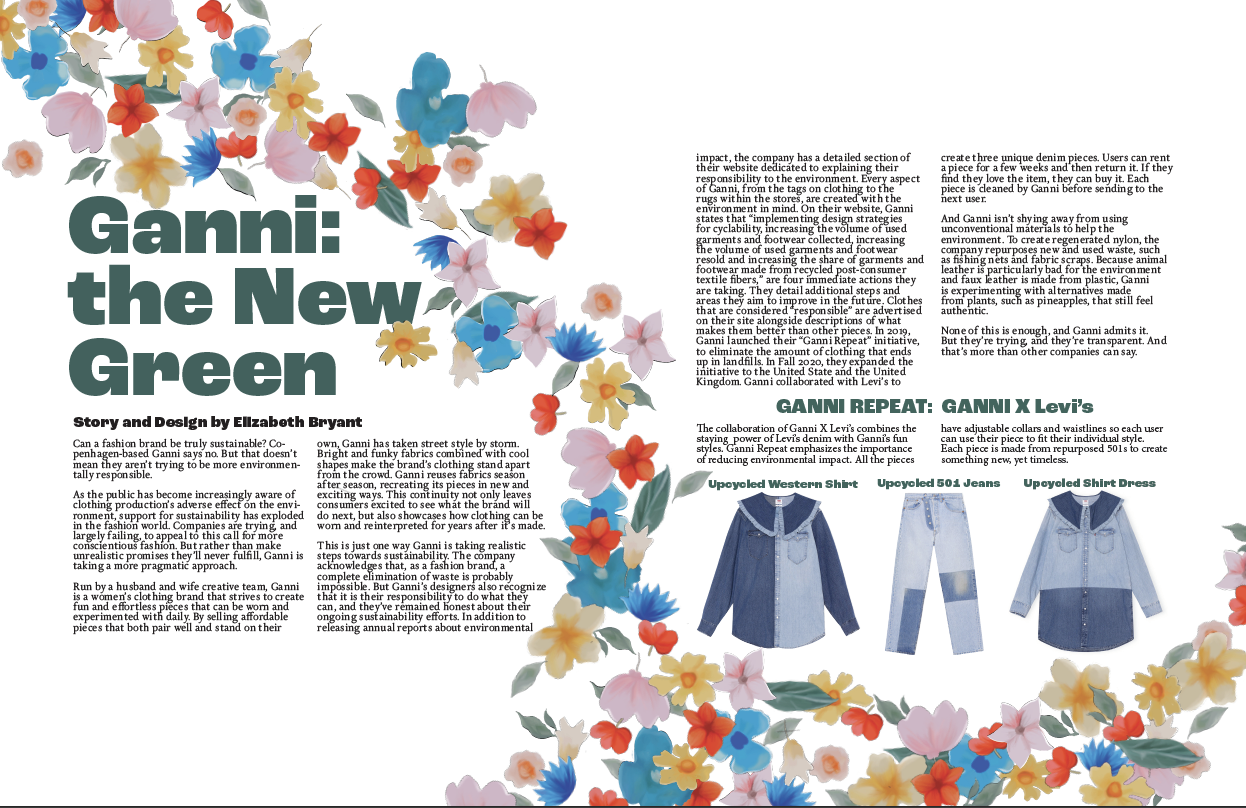 Ganni:
the New
Green
Story and Design by Elizabeth Bryant
Can a fashion brand be truly sustainable? Co-
penhagen-based Ganni says no. But that doesn't
mean they aren't trying to be more environmen-
tally responsible.
As the public has become increasingly aware of
clothing production's adverse effect on the envi-
ronment, support for sustainability has exploded
in the fashion world. Companies are trying, and
largely failing, to appeal to this call for more
conscientious fashion. But rather than make
unrealistic promises they'll never fulfill, Ganni is
taking a more pragmatic approach.
Run by a husband and wife creative team, Ganni
is a women's clothing brand that strives to create
fun and effortless pieces that can be worn and
experimented with daily. By selling affordable
pieces that both pair well and stand on their
own, Ganni has taken street style by storm.
Bright and funky fabrics combined with cool
shapes make the brand's clothing stand apart
from the crowd. Ganni reuses fabrics season
after season, recreating its pieces in new and
exciting ways. This continuity not only leaves
consumers excited to see what the brand will
do next, but also showcases how clothing can be
worn and reinterpreted for years after it's made.
This is just one way Ganni is taking realistic
steps towards sustainability. The company
acknowledges that, as a fashion brand, a
complete elimination of waste is probably
impossible. But Ganni's designers also recognize
that it is their responsibility to do what they
can, and they've remained honest about their
ongoing sustainability efforts. In addition to
releasing annual reports about environmental
impact, the company has a detailed section of
their website dedicated to explaining their
responsibility to the environment. Every aspect
of Ganni, from the tags on clothing to the
rugs within the stores, are created with the
environment in mind. On their website, Ganni
states that "implementing design strategies
for cyclability, increasing the volume of used
garments and footwear collected, increasing
the volume of used garments and footwear
resold and increasing the share of garments and
footwear made from recycled post-consumer
textile fibers," are four immediate actions they
are taking. They detail additional steps and
areas they aim to improve in the future. Clothes
that are considered "responsible" are advertised
on their site alongside descriptions of what
makes them better than other pieces. In 2019,
Ganni launched their "Ganni Repeat" initiative,
to eliminate the amount of clothing that ends
up in landfills. In Fall 2020, they expanded the
initiative to the United State and the United
Kingdom. Ganni collaborated with Levi's to
create three unique denim pieces. Users can rent
a piece for a few weeks and then return it. If they
find they love the item, they can buy it. Each
piece is cleaned by Ganni before sending to the
next user.
And Ganni isn't shying away from using
unconventional materials to help the
environment. To create regenerated nylon, the
company repurposes new and used waste, such
as fishing nets and fabric scraps. Because animal
leather is particularly bad for the environment
and faux leather is made from plastic, Ganni
is experimenting with alternatives made
from plants, such as pineapples, that still feel
authentic.
None of this is enough, and Ganni admits it.
But they're trying, and they're transparent. And
that's more than other companies can say.
GANNI REPEAT: GANNI X Levi's
The collaboration of Ganni X Levi's combines the
staying power of Levi's denim with Ganni's fun
styles. Ganni Repeat emphasizes the importance
of reducing environmental impact. All the pieces
have adjustable collars and waistlines so each user
can use their piece to fit their individual style.
Each piece is made from repurposed 501s to create
something new, yet timeless.
Upcycled Western Shirt
Upcycled 501 Jeans
Upcycled Shirt Dress